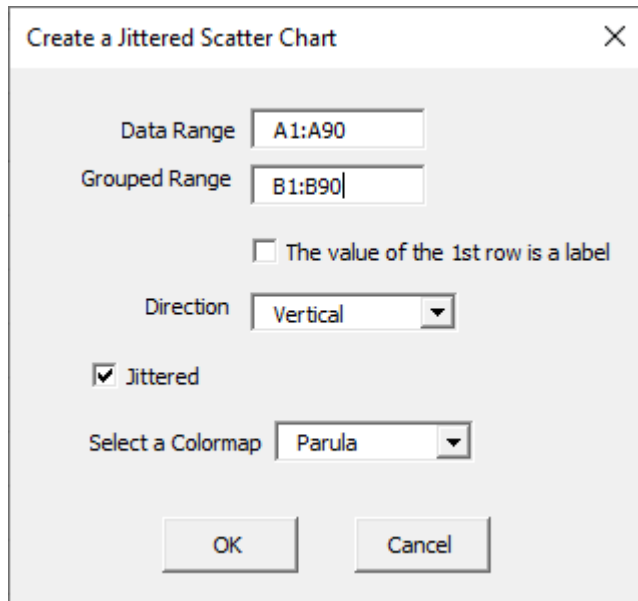 Create a Jittered Scatter Chart
Data Range A1:A90
Grouped Range B1:B90
The value of the 1st row is a label
Direction Vertical
Jittered
Select a Colormap Parula
OK Cancel